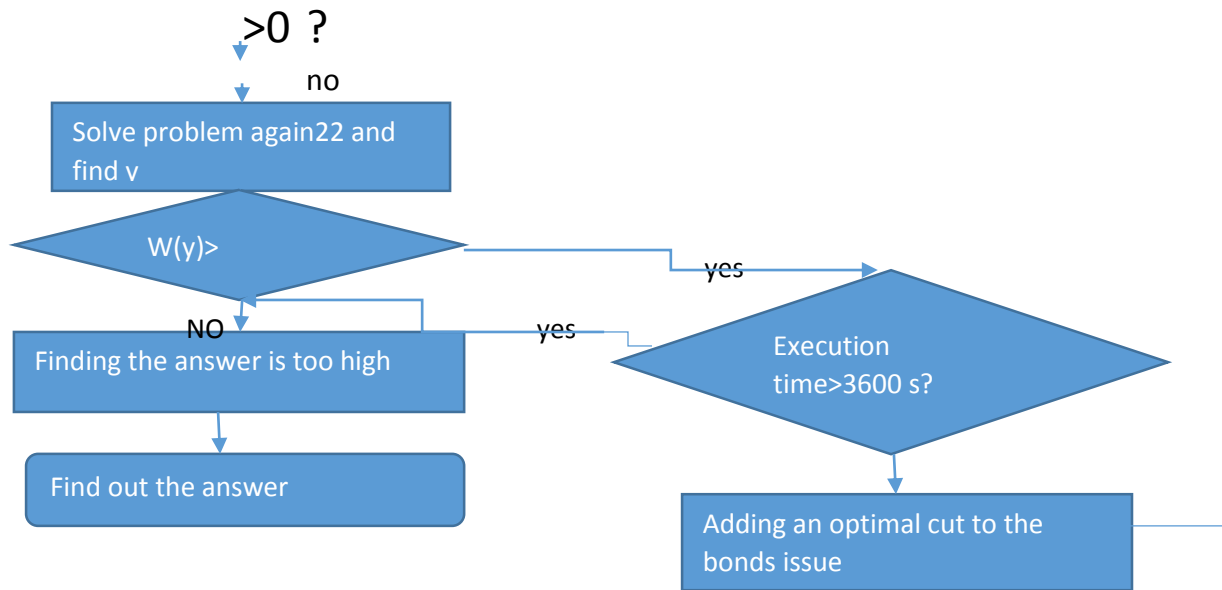 >0 ?
no
Solve problem again22 and
find v
W(y)>
yes
NO
yes
Execution
time>3600 s?
Finding the answer is too high
Find out the answer
Adding an optimal cut to the
bonds issue